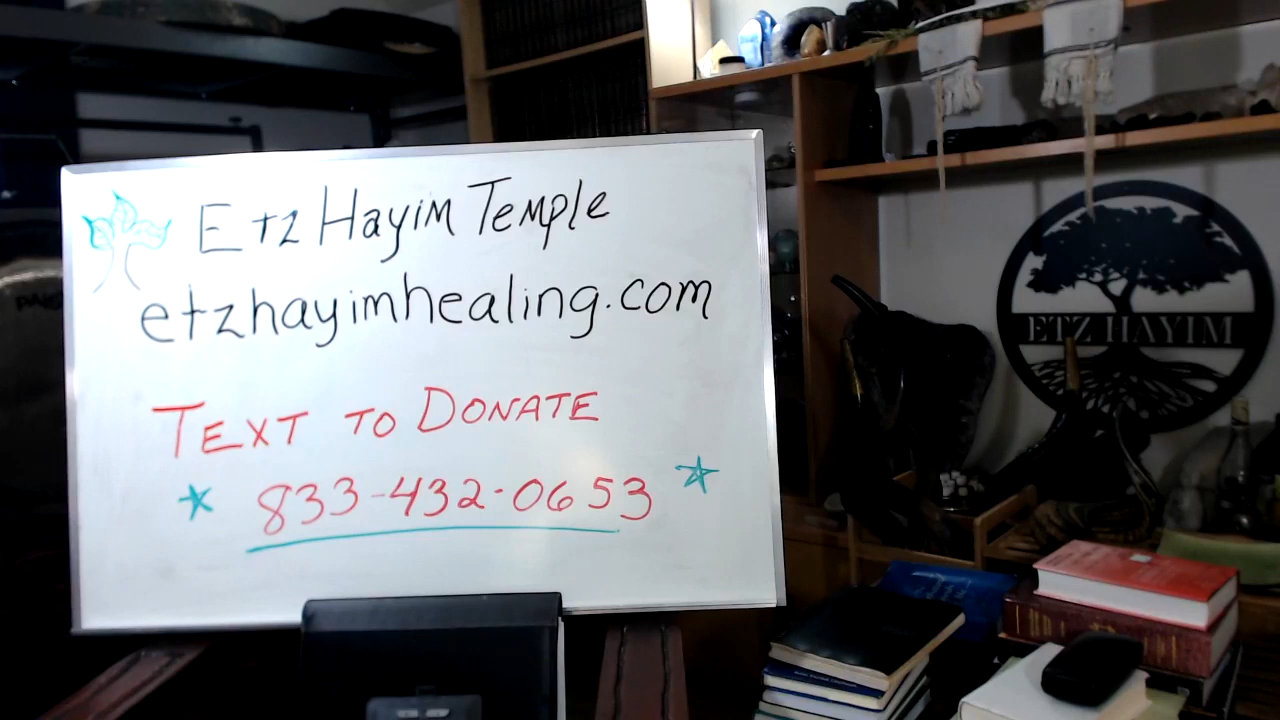 Etz Hayim Temple
etzhayimhealing.com
TEXT TO DONATE
* 833-432-0653 ☆
ETZ HAYIM